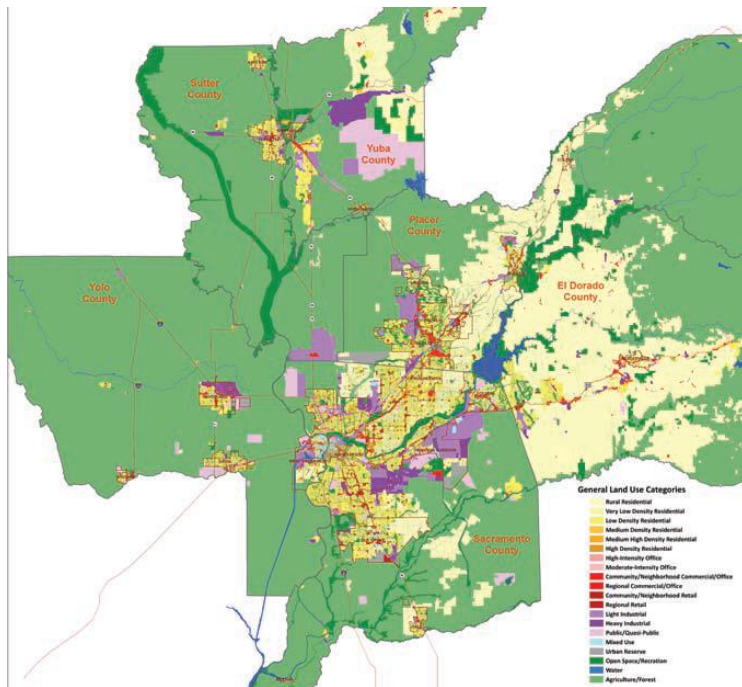 Sutter
County
Yuba
County
Placer
County
Yolo
County
El Dorado
County
Sacramento
County
General Land Use Categories
Rural Residential
Very Low Density Residential
Low Density Residential
Medium Density Residential
Medium High Density Residential
High Density Residential
High-Intensity Office
Moderate-Intensity Office
Community/Neighborhood Commercial/Office
Regional Commercial/Office
Community/Neighborhood Retail
Regional Retail
Light Industrial
Heavy Industrial
Public/Quasi-Public
Mixed Use
Urban Reserve
Open Space/Recration
Water
Agriculture/Forest